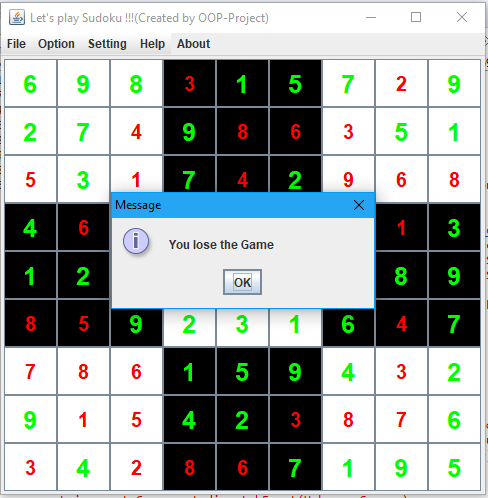 Let's play Sudoku !!!(Created by OOP-Project)
File Option Setting Help About
6 9 8 3 1 5 7 2 9
2 7 4 9 8 6 3 5 1
5 3 1 7 4 2 9 6 8
Message
4 6 1 3
You lose the Game
1 2 8 9
OK
8 5 9 2 3 1 6 4 7
7 8 6 1 5 9 4 3 2
9 1 5 4 2 3 8 7 6
3 4 2 8 6 7 1 9 5